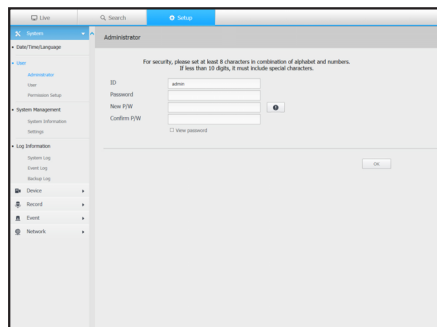 Live
Search
Setup
System
Administrator
Date/Time/Language
User
Administrator
User
Permission Setup
System Management
System Information
Settings
Log Information
System Log
Event Log
Backup Log
Device
Record
Event
Network
For security, please set at least 8 characters in combination of alphabet and numbers.
If less than 10 digits, it must include special characters.
ID
admin
Password
New P/W
Confirm P/W
View password
OK